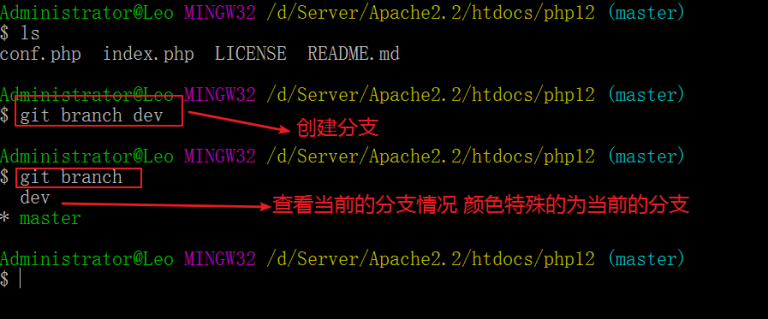 Administrator@Leo MINGW32 /d/Server/Apache2.2/htdocs/php12 (master)
$ ls
conf.php index.php LICENSE README.md
Administrator@Leo MINGW32 /d/Server/Apache2.2/htdocs/php12 (master)
$ git branch dev
创建分支
Administrator@Leo MINGW32 /d/Server/Apache2.2/htdocs/php12 (master)
$ git branch
dev
查看当前的分支情况 颜色特殊的为当前的分支
* master
Administrator@Leo MINGW32 /d/Server/Apache2.2/htdocs/php12 (master)
$